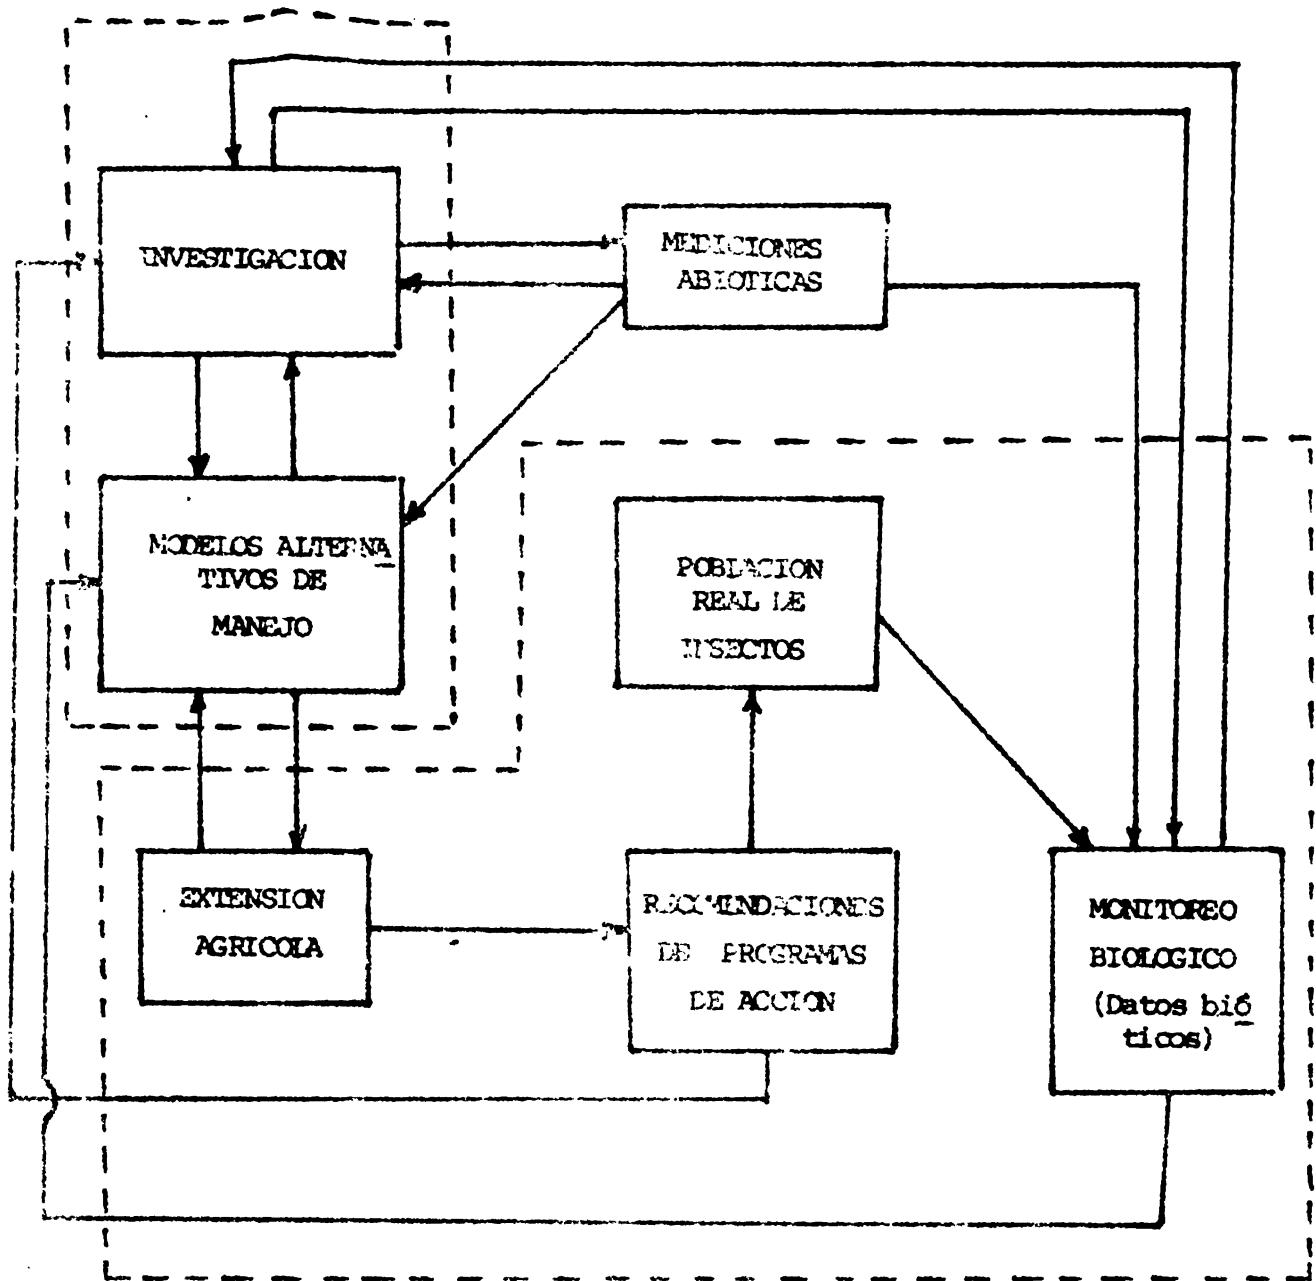 INVESTIGACION
MEDICIONES
ABIOTICAS
MODELOS ALTERNA
TIVOS DE
MANEJO
POBLACION
REAL DE
INSECTOS
EXTENSION
AGRICOLA
RECOMENDACIONES
DE PROGRAMAS
DE ACCION
MONITOREO
BIOLOGICO
(Datos bió
ticos)